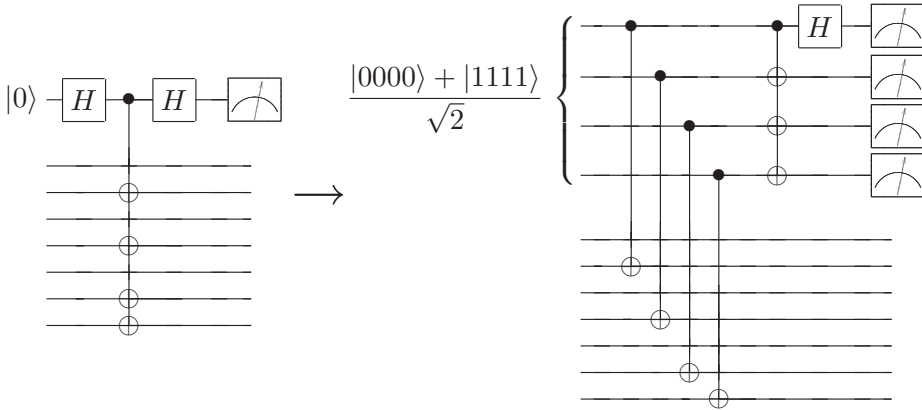 H
|0⟩ H H |0000⟩ + |1111⟩
√2